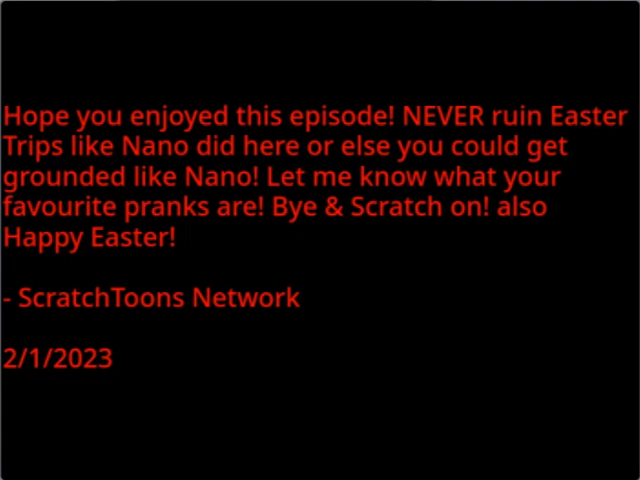 Hope you enjoyed this episode! NEVER ruin Easter
Trips like Nano did here or else you could get
grounded like Nano! Let me know what your
favourite pranks are! Bye & Scratch on! also
Happy Easter!
- ScratchToons Network
2/1/2023